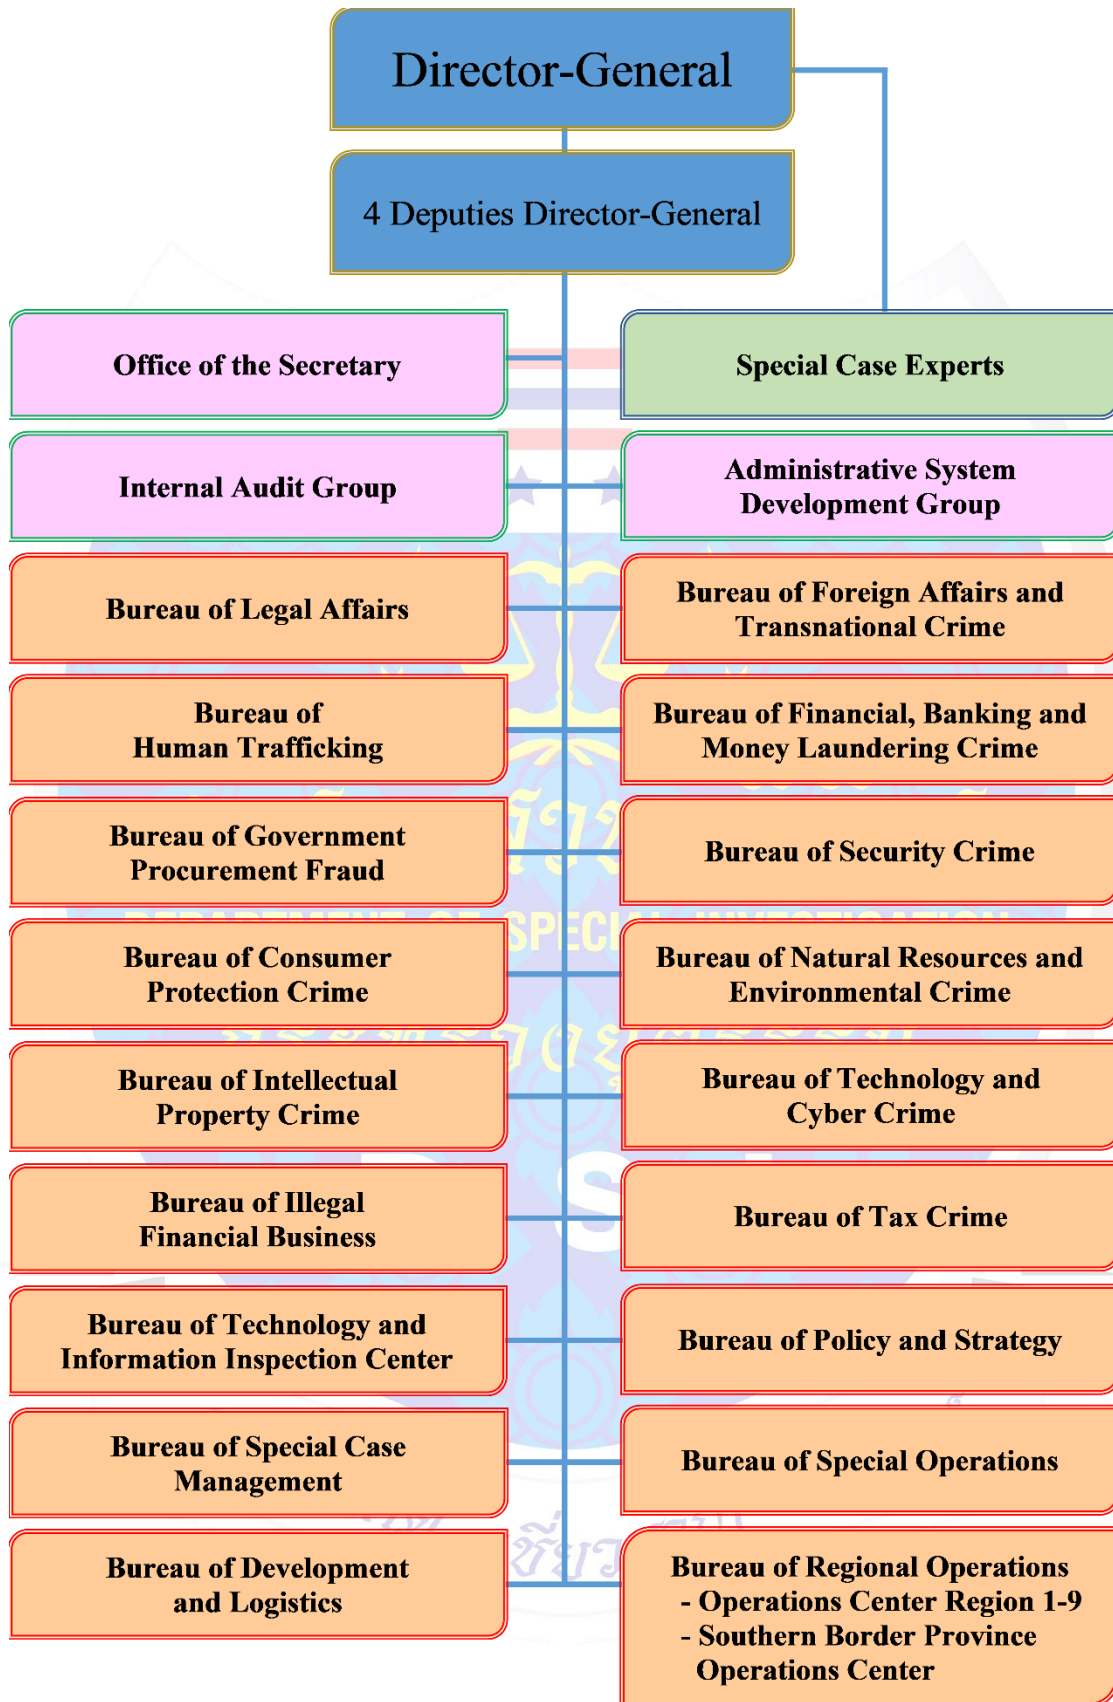 Director-General
4 Deputies Director-General
Office of the Secretary
Special Case Experts
Internal Audit Group
Administrative System
Development Group
Bureau of Legal Affairs
Bureau of Foreign Affairs and
Transnational Crime
Bureau of
Human Trafficking
Bureau of Financial, Banking and
Money Laundering Crime
Bureau of Government
Procurement Fraud
Bureau of Security Crime
DEPARTMENT OF SPECIAL INVESTIGATION
Bureau of Consumer
Protection Crime
Bureau of Natural Resources and
Environmental Crime
Bureau of Intellectual
Property Crime
Bureau of Technology and
Cyber Crime
Bureau of Illegal
Financial Business
Bureau of Tax Crime
Bureau of Technology and
Information Inspection Center
Bureau of Policy and Strategy
Bureau of Special Case
Management
Bureau of Special Operations
Bureau of Development
and Logistics
Bureau of Regional Operations
- Operations Center Region 1-9
- Southern Border Province
Operations Center